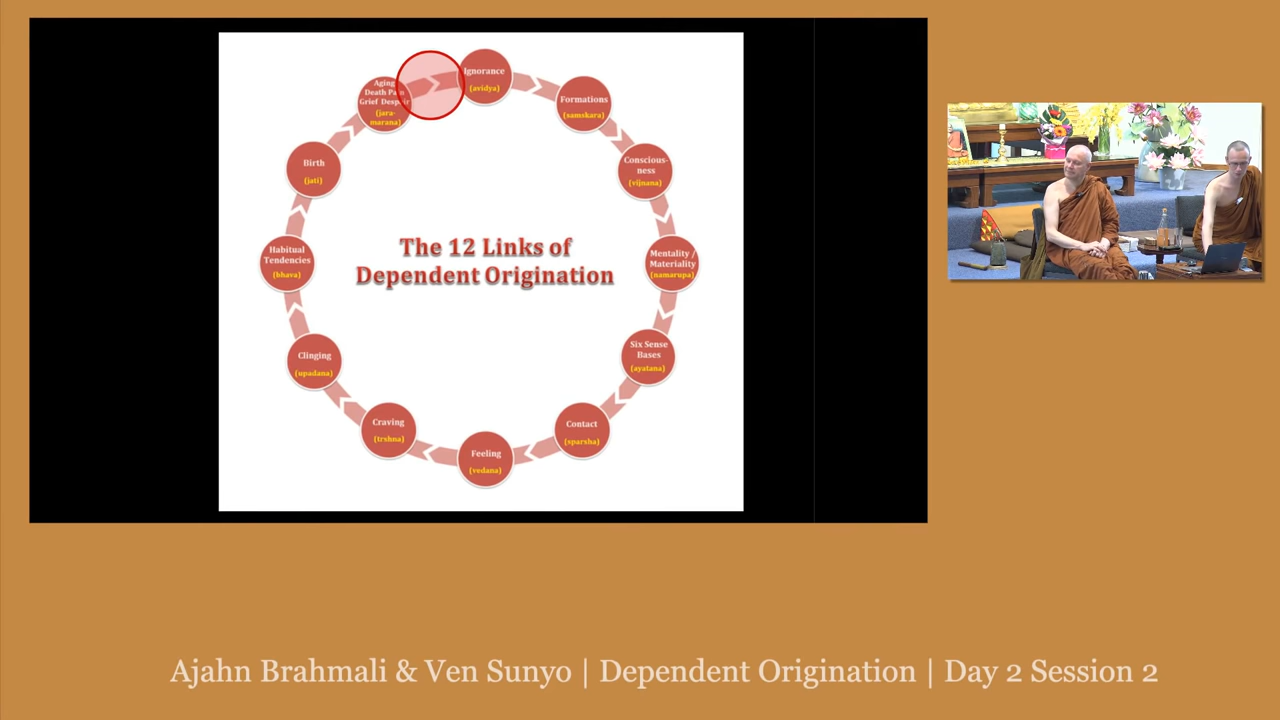 Ignorance
(avidya)
Formations
(samskara)
Conscious-
ness
(vijnana)
Mentality /
Materiality
(namarupa)
Six Sense
Bases
(ayatana)
Contact
(sparsha)
Feeling
(vedana)
Craving
(trshna)
Clinging
(upadana)
Habitual
Tendencies
(bhava)
Birth
(jati)
Aging
Death Pain
Grief Despair
(jara-
marana)
The 12 Links of
Dependent Origination
Ajahn Brahmali & Ven Sunyo | Dependent Origination | Day 2 Session 2